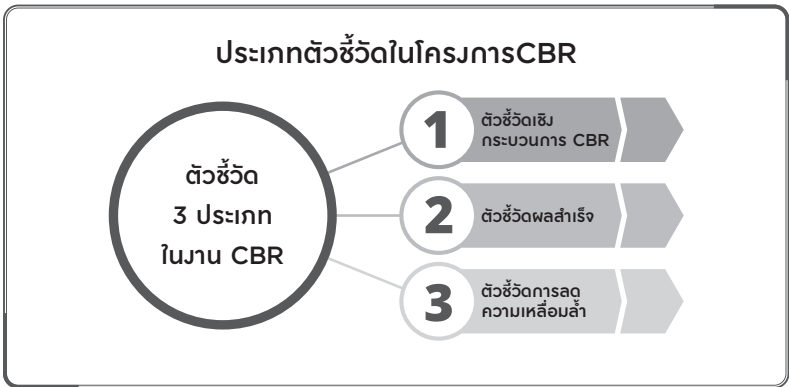 ประเภทตัวชี้วัดในโครงการCBR
ตัวชี้วัด
3 ประเภท
ในงาน CBR
1
ตัวชี้วัดเชิง
กระบวนการ CBR
2
ตัวชี้วัดผลสำเร็จ
3
ตัวชี้วัดการลด
ความเหลื่อมล้ำ